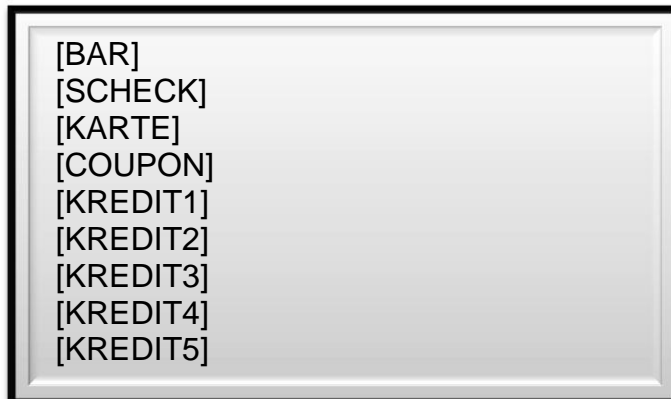 [BAR]
[SCHECK]
[KARTE]
[COUPON]
[KREDIT1]
[KREDIT2]
[KREDIT3]
[KREDIT4]
[KREDIT5]